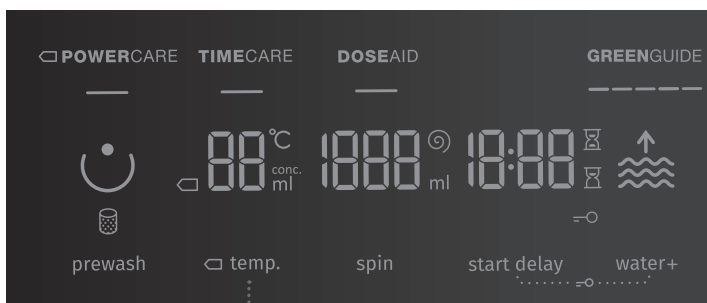 POWERCARE TIMECARE DOSEAID GREENGUIDE
88 °C conc. ml 1888 ml 18:88
prewash temp. spin start delay water+